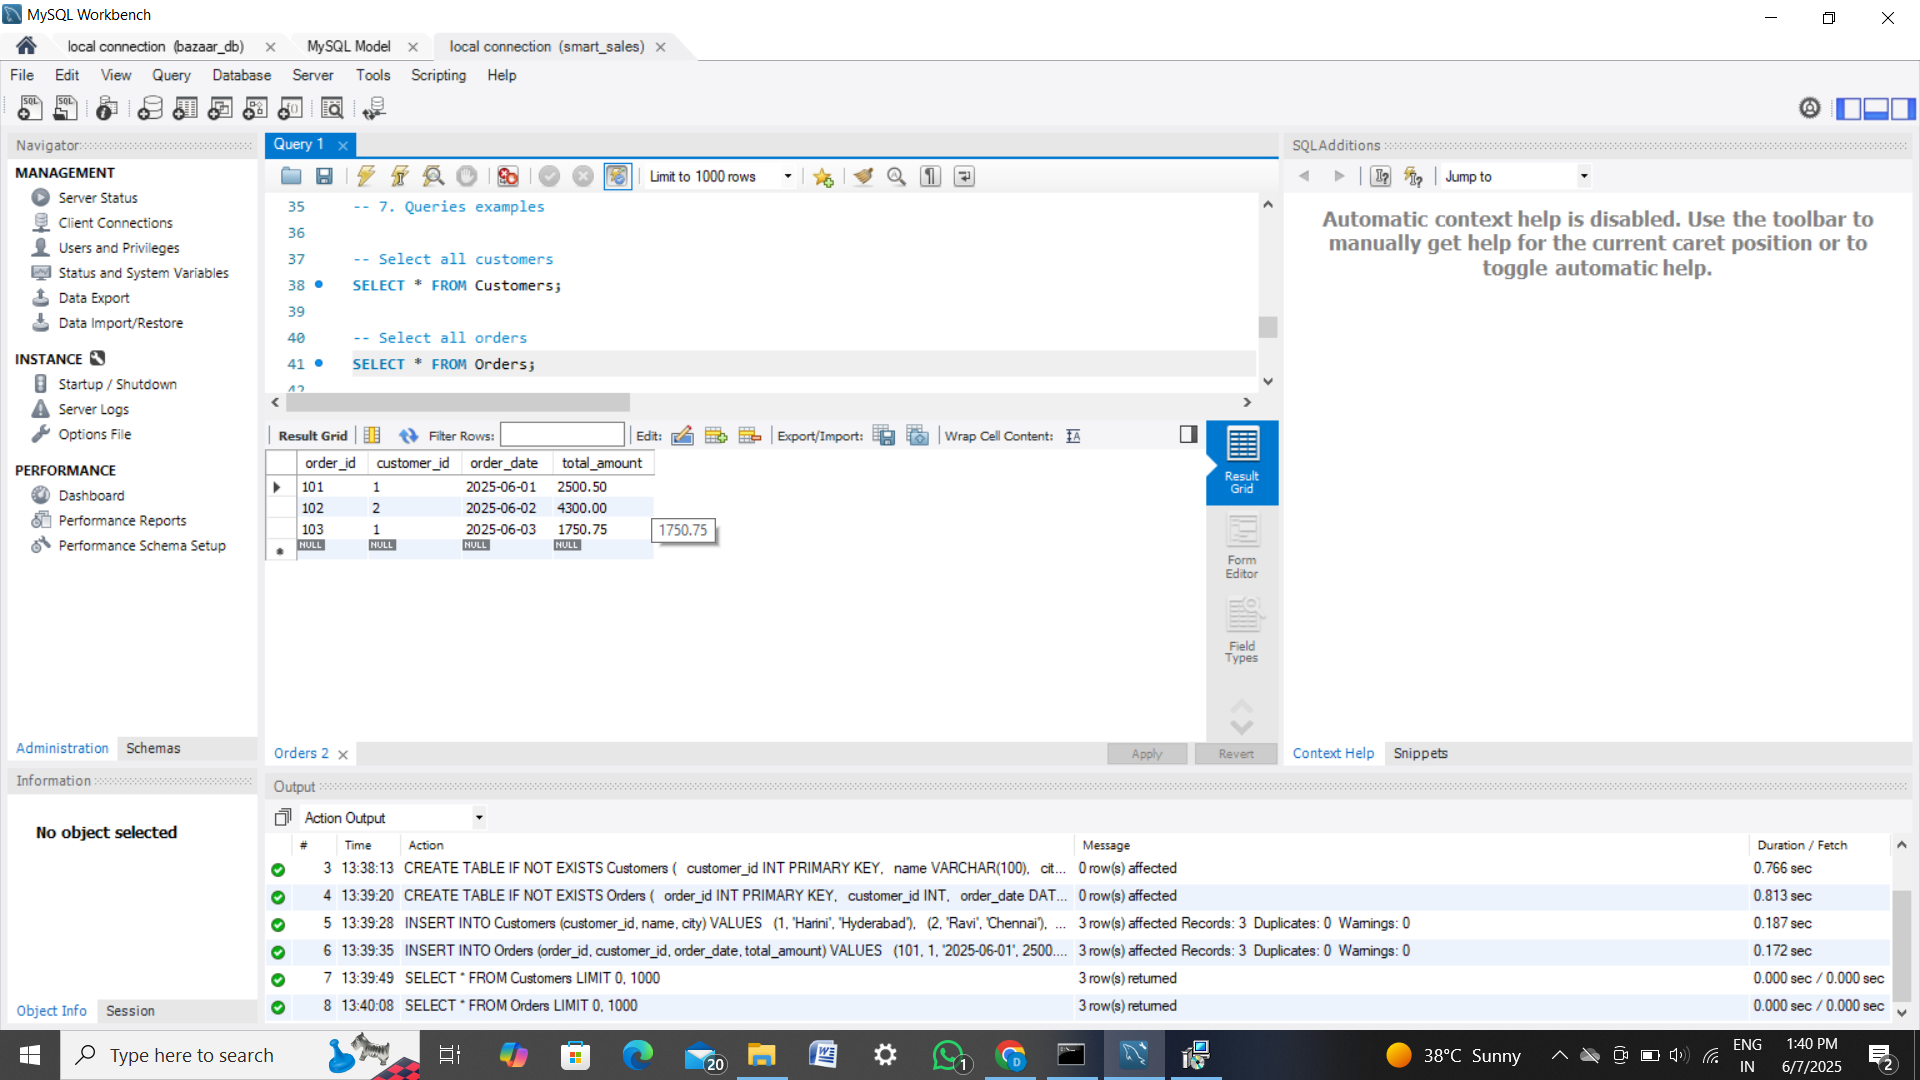 MySQL Workbench
local connection (bazaar_db)
MySQL Model
local connection (smart_sales)
File Edit View Query Database Server Tools Scripting Help
Navigator
MANAGEMENT
Server Status
Client Connections
Users and Privileges
Status and System Variables
Data Export
Data Import/Restore
INSTANCE
Startup / Shutdown
Server Logs
Options File
PERFORMANCE
Dashboard
Performance Reports
Performance Schema Setup
Administration Schemas
Information
No object selected
Object Info Session
Query 1
Limit to 1000 rows
35 -- 7. Queries examples
36
37 -- Select all customers
38 SELECT * FROM Customers;
39
40 -- Select all orders
41 SELECT * FROM Orders;
42
Result Grid Filter Rows: Edit: Export/Import: Wrap Cell Content:
order_id customer_id order_date total_amount
101 1 2025-06-01 2500.50
102 2 2025-06-02 4300.00
103 1 2025-06-03 1750.75
NULL NULL NULL NULL
1750.75
Result
Grid
Form
Editor
Field
Types
Orders 2
Apply Revert
SQLAdditions
Jump to
Automatic context help is disabled. Use the toolbar to
manually get help for the current caret position or to
toggle automatic help.
Context Help Snippets
Output
Action Output
# Time Action Message Duration / Fetch
3 13:38:13 CREATE TABLE IF NOT EXISTS Customers ( customer_id INT PRIMARY KEY, name VARCHAR(100), cit... 0 row(s) affected 0.766 sec
4 13:39:20 CREATE TABLE IF NOT EXISTS Orders ( order_id INT PRIMARY KEY, customer_id INT, order_date DAT... 0 row(s) affected 0.813 sec
5 13:39:28 INSERT INTO Customers (customer_id, name, city) VALUES (1, 'Harini', 'Hyderabad'), (2, 'Ravi', 'Chennai'), ... 3 row(s) affected Records: 3 Duplicates: 0 Warnings: 0 0.187 sec
6 13:39:35 INSERT INTO Orders (order_id, customer_id, order_date, total_amount) VALUES (101, 1, '2025-06-01', 2500.... 3 row(s) affected Records: 3 Duplicates: 0 Warnings: 0 0.172 sec
7 13:39:49 SELECT * FROM Customers LIMIT 0, 1000 3 row(s) returned 0.000 sec / 0.000 sec
8 13:40:08 SELECT * FROM Orders LIMIT 0, 1000 3 row(s) returned 0.000 sec / 0.000 sec
Type here to search
20
1
38°C Sunny
ENG
IN
1:40 PM
6/7/2025
2